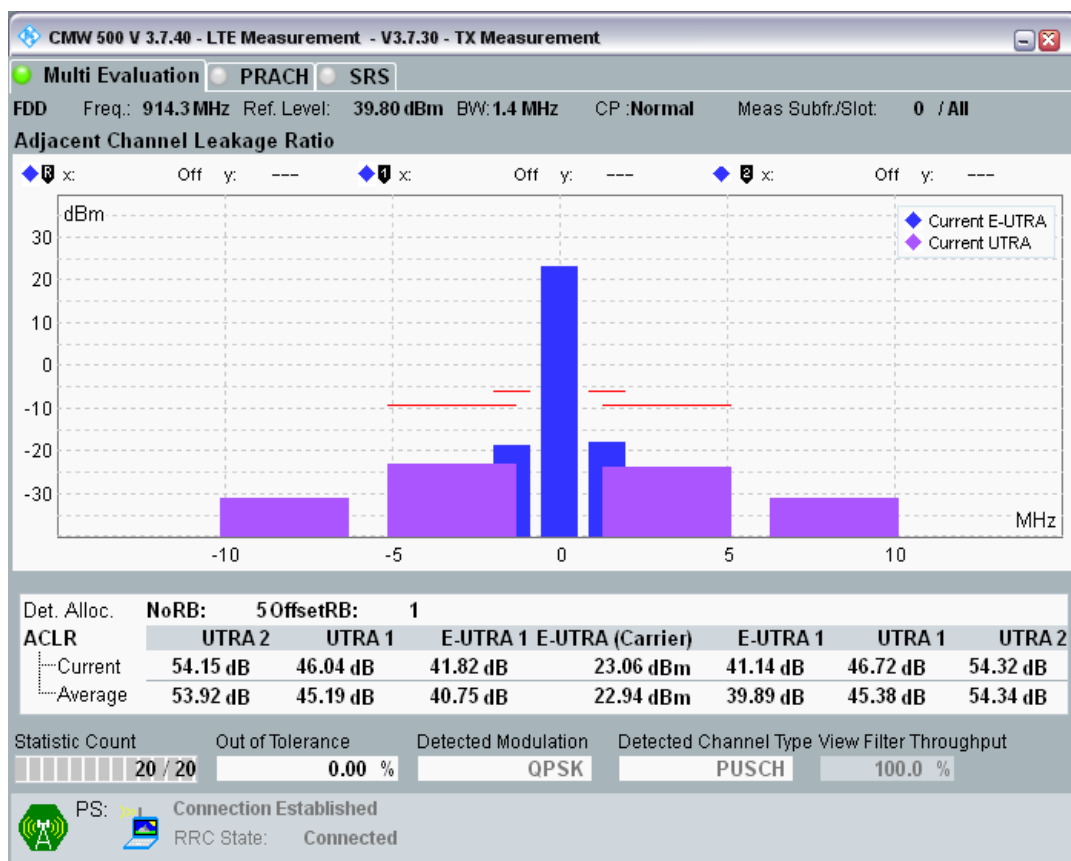 CMW 500 V 3.7.40 - LTE Measurement - V3.7.30 - TX Measurement
Multi Evaluation PRACH SRS
FDD Freq.: 914.3 MHz Ref. Level: 39.80 dBm BW: 1.4 MHz CP :Normal Meas Subfr./Slot: 0 / All
Adjacent Channel Leakage Ratio
R x: Off y: --- 1 x: Off y: --- 2 x: Off y: ---
dBm
Current E-UTRA
Current UTRA
30
20
10
0
-10
-20
-30
MHz
-10 -5 0 5 10
Det. Alloc. NoRB: 5 OffsetRB: 1
ACLR UTRA 2 UTRA 1 E-UTRA 1 E-UTRA (Carrier) E-UTRA 1 UTRA 1 UTRA 2
Current 54.15 dB 46.04 dB 41.82 dB 23.06 dBm 41.14 dB 46.72 dB 54.32 dB
Average 53.92 dB 45.19 dB 40.75 dB 22.94 dBm 39.89 dB 45.38 dB 54.34 dB
Statistic Count Out of Tolerance Detected Modulation Detected Channel Type View Filter Throughput
20 / 20 0.00 % QPSK PUSCH 100.0 %
PS: Connection Established
RRC State: Connected